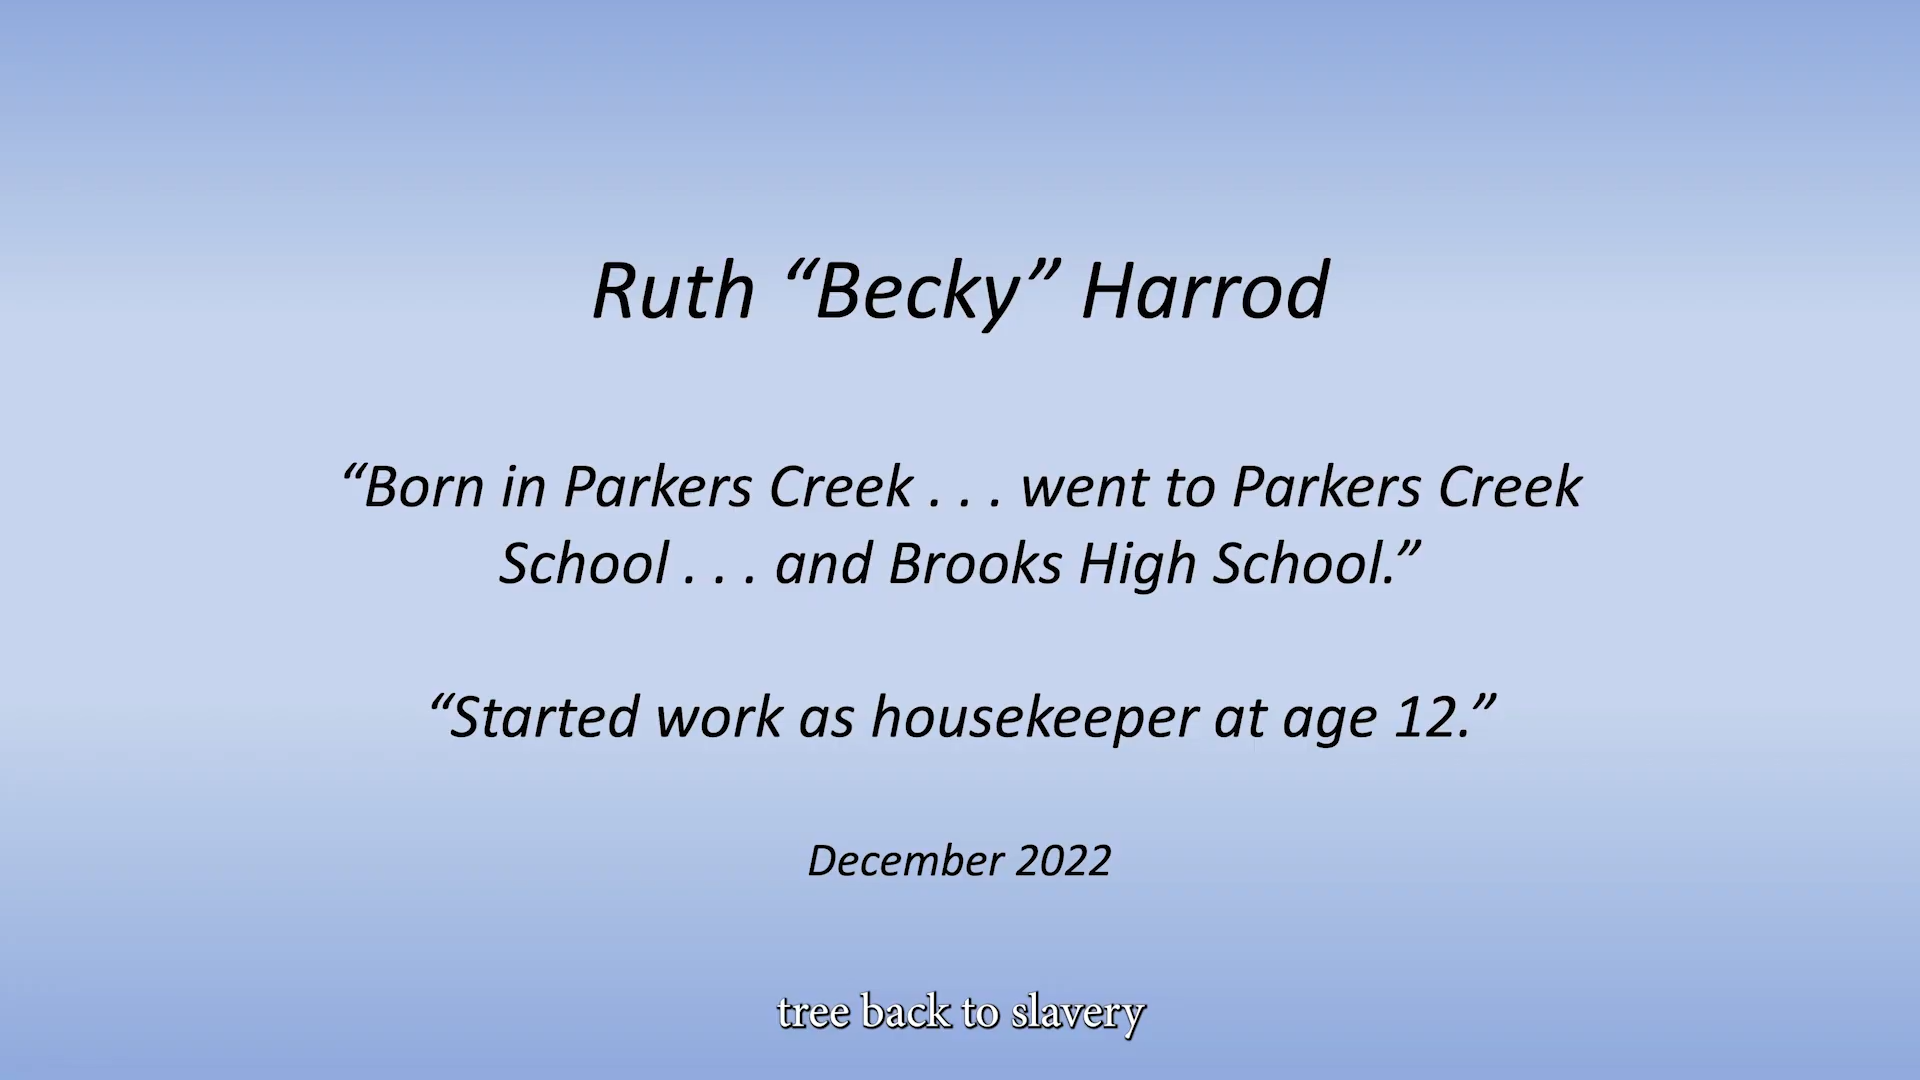 Ruth “Becky” Harrod
“Born in Parkers Creek . . . went to Parkers Creek
School . . . and Brooks High School.”
“Started work as housekeeper at age 12.”
December 2022
tree back to slavery